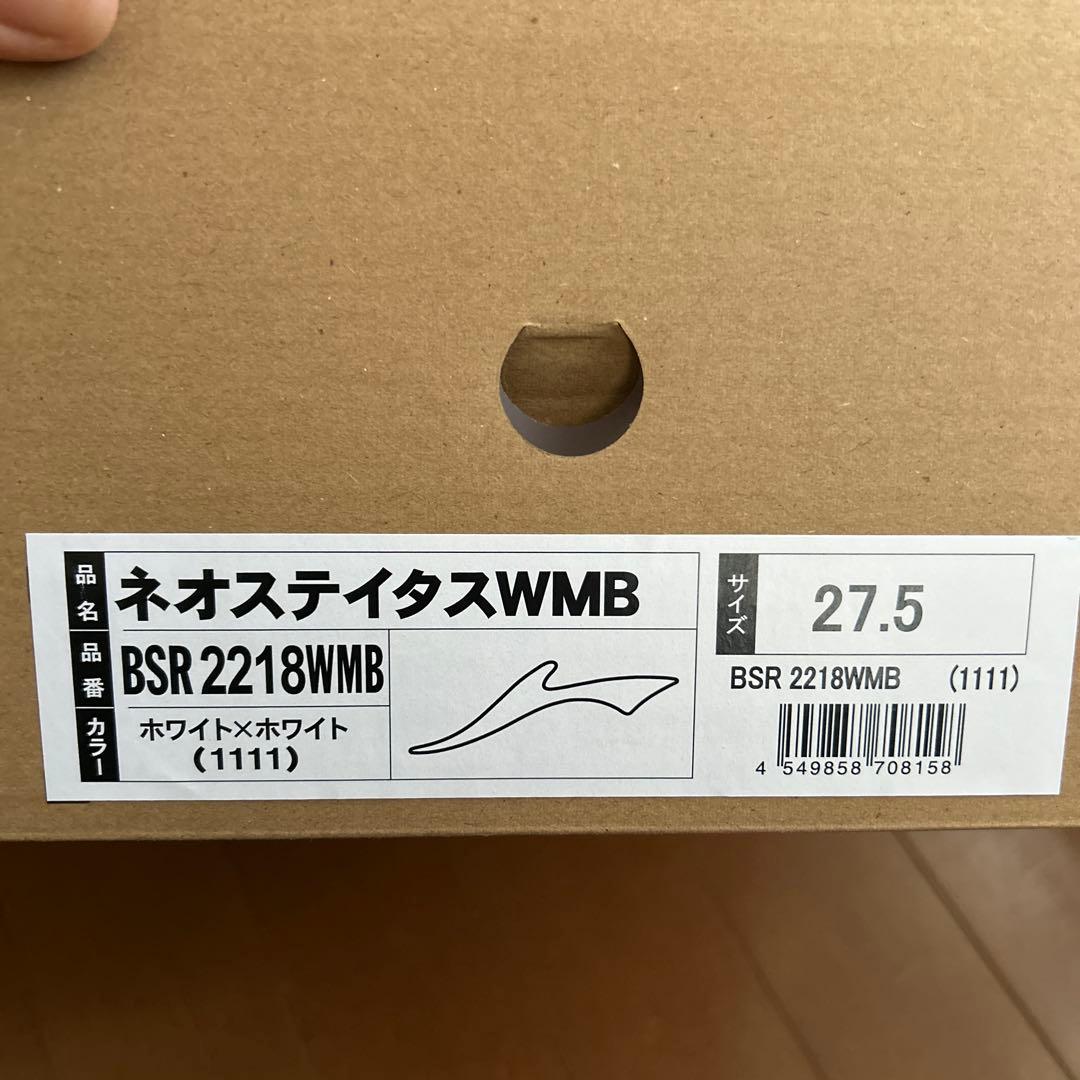 品名 ネオステイタスWMB
品番 BSR 2218WMB
カラー ホワイト×ホワイト
(1111)
サイズ 27.5
BSR 2218WMB (1111)
4 549858 708158